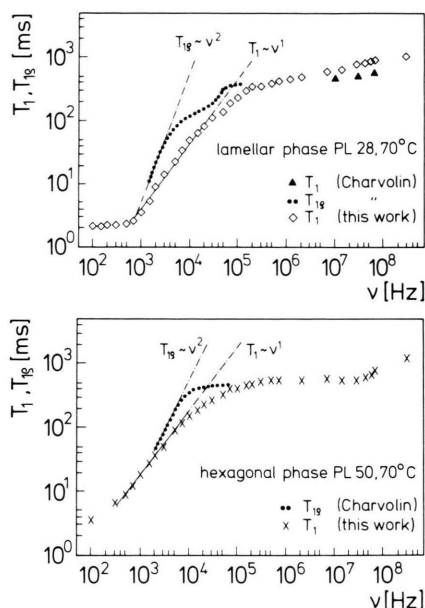 T₁, T₁ϱ [ms]
10³
10²
10¹
10⁰
T₁ϱ ~ ν²
T₁ ~ ν¹
lamellar phase PL 28, 70°C
▲ T₁ (Charvolin)
••• T₁ϱ "
◇ T₁ (this work)
10² 10³ 10⁴ 10⁵ 10⁶ 10⁷ 10⁸
ν [Hz]
T₁, T₁ϱ [ms]
10³
10²
10¹
10⁰
T₁ϱ ~ ν²
T₁ ~ ν¹
hexagonal phase PL 50, 70°C
••• T₁ϱ (Charvolin)
× T₁ (this work)
10² 10³ 10⁴ 10⁵ 10⁶ 10⁷ 10⁸
ν [Hz]